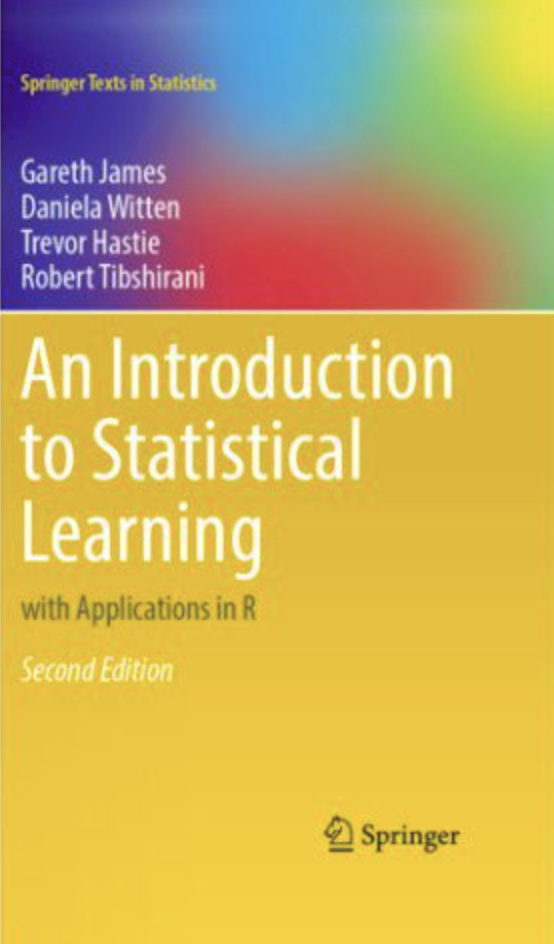 Springer Texts in Statistics
Gareth James
Daniela Witten
Trevor Hastie
Robert Tibshirani
An Introduction
to Statistical
Learning
with Applications in R
Second Edition
Springer